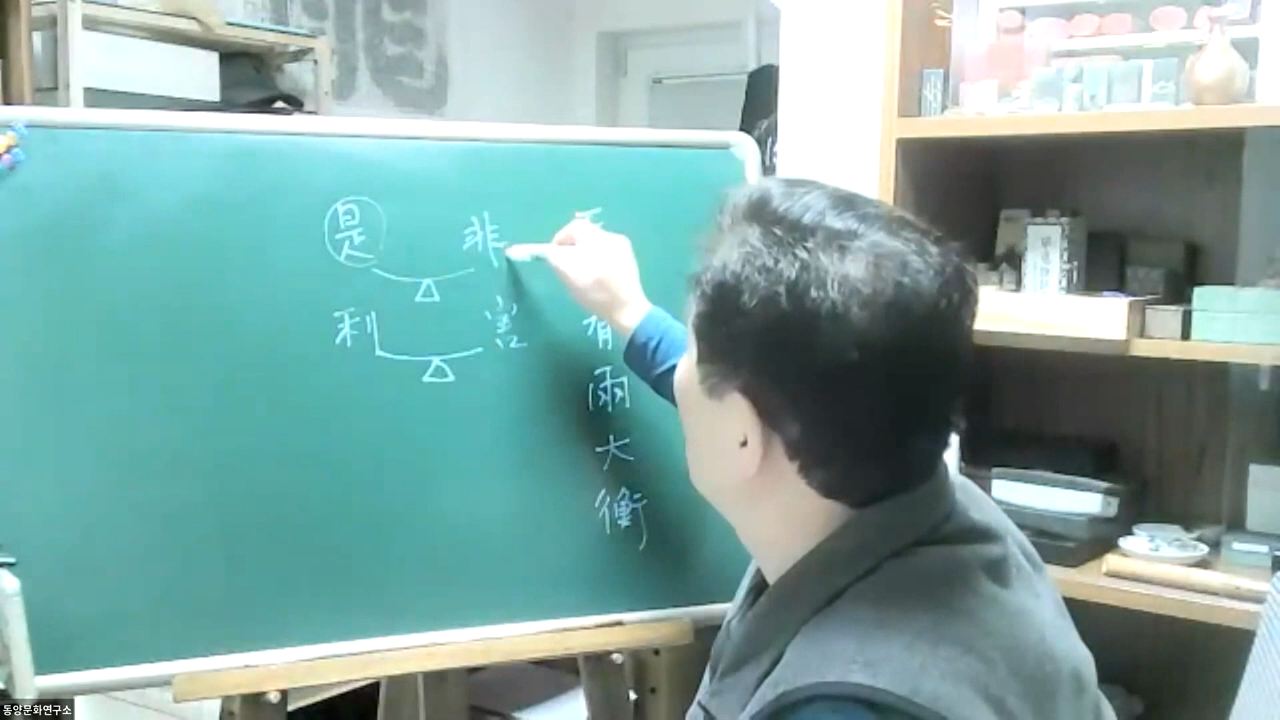 有兩大衡
是 非
利 害
동양문화연구소